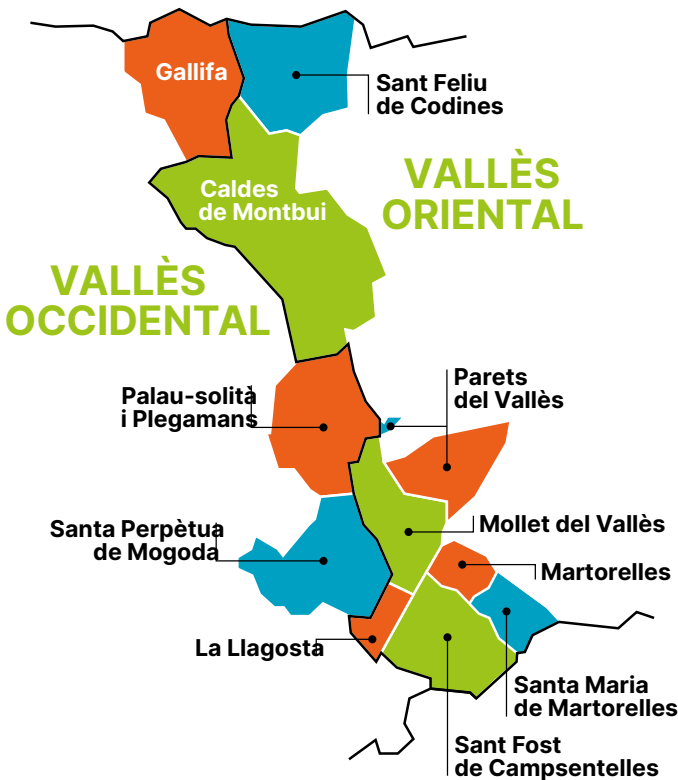 Gallifa
Sant Feliu
de Codines
VALLÈS
ORIENTAL
Caldes
de Montbui
VALLÈS
OCCIDENTAL
Parets
del Vallès
Palau-solità
i Plegamans
Mollet del Vallès
Santa Perpètua
de Mogoda
Martorelles
La Llagosta
Santa Maria
de Martorelles
Sant Fost
de Campsentelles